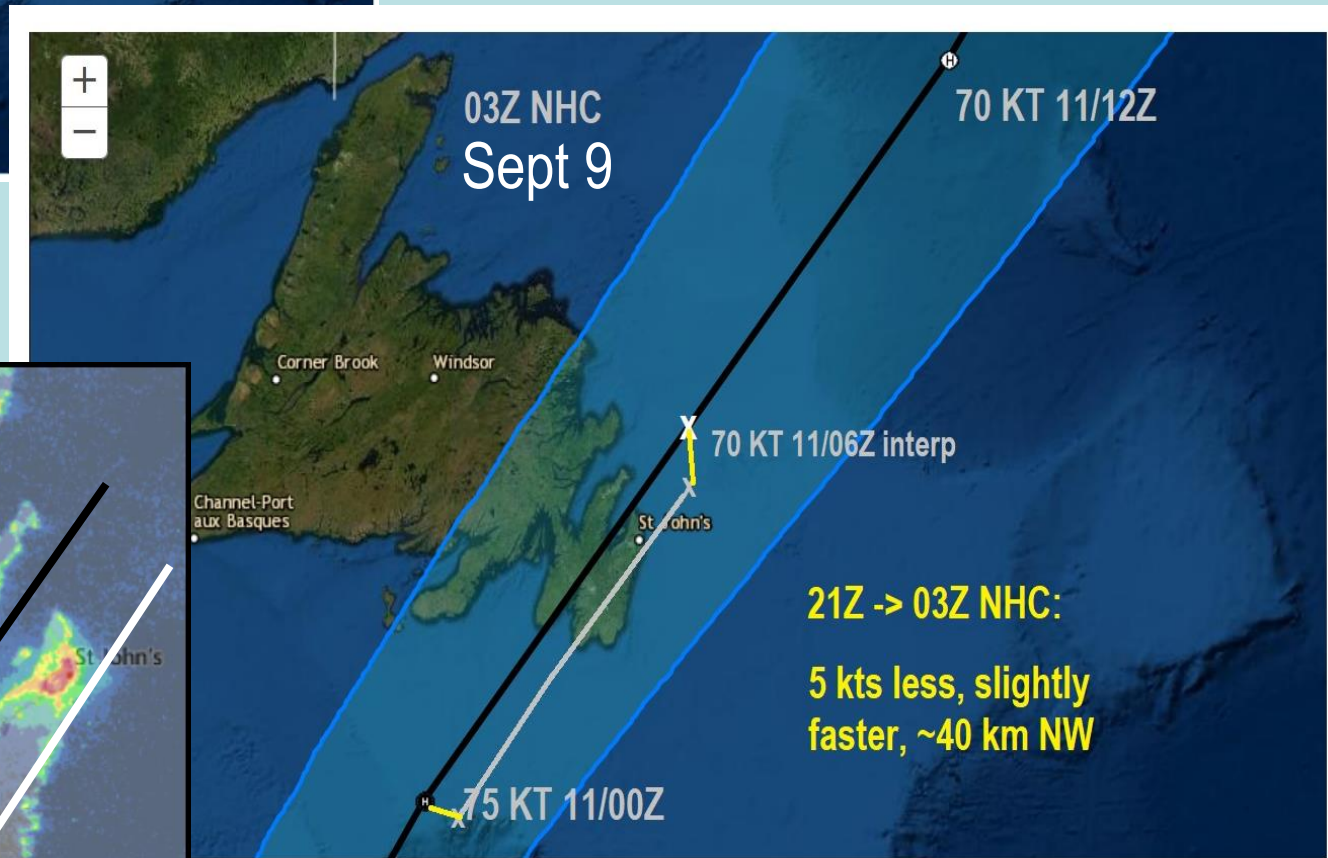 +
−
03Z NHC
Sept 9
H
70 KT 11/12Z
Corner Brook
Windsor
X
70 KT 11/06Z interp
X
Channel-Port
aux Basques
St John's
21Z -> 03Z NHC:
5 kts less, slightly
faster, ~40 km NW
St John's
H
X
75 KT 11/00Z